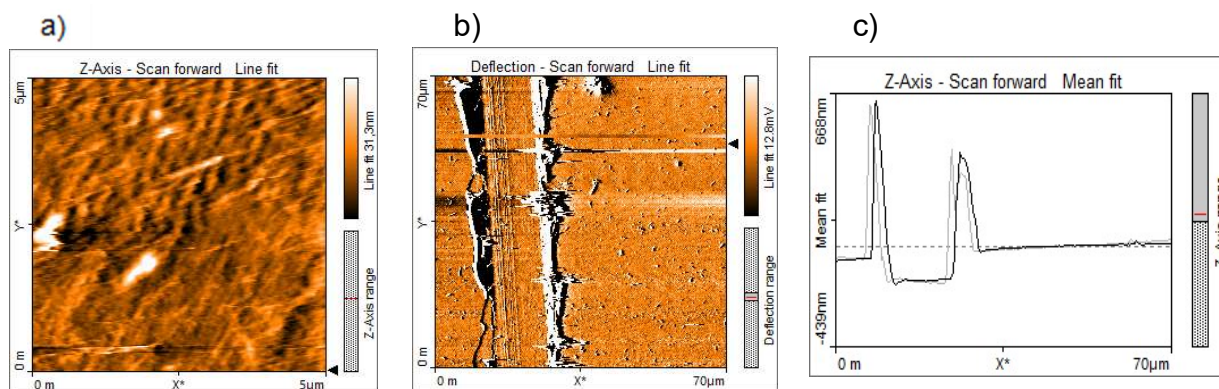 a)
Z-Axis - Scan forward Line fit
5µm
Y*
0 m
0 m
X*
5µm
Line fit 31,3nm
Z-Axis range
b)
Deflection - Scan forward Line fit
70µm
Y*
0 m
0 m
X*
70µm
Line fit 12.8mV
Deflection range
c)
Z-Axis - Scan forward Mean fit
668nm
Mean fit
-439nm
0 m
X*
70µm